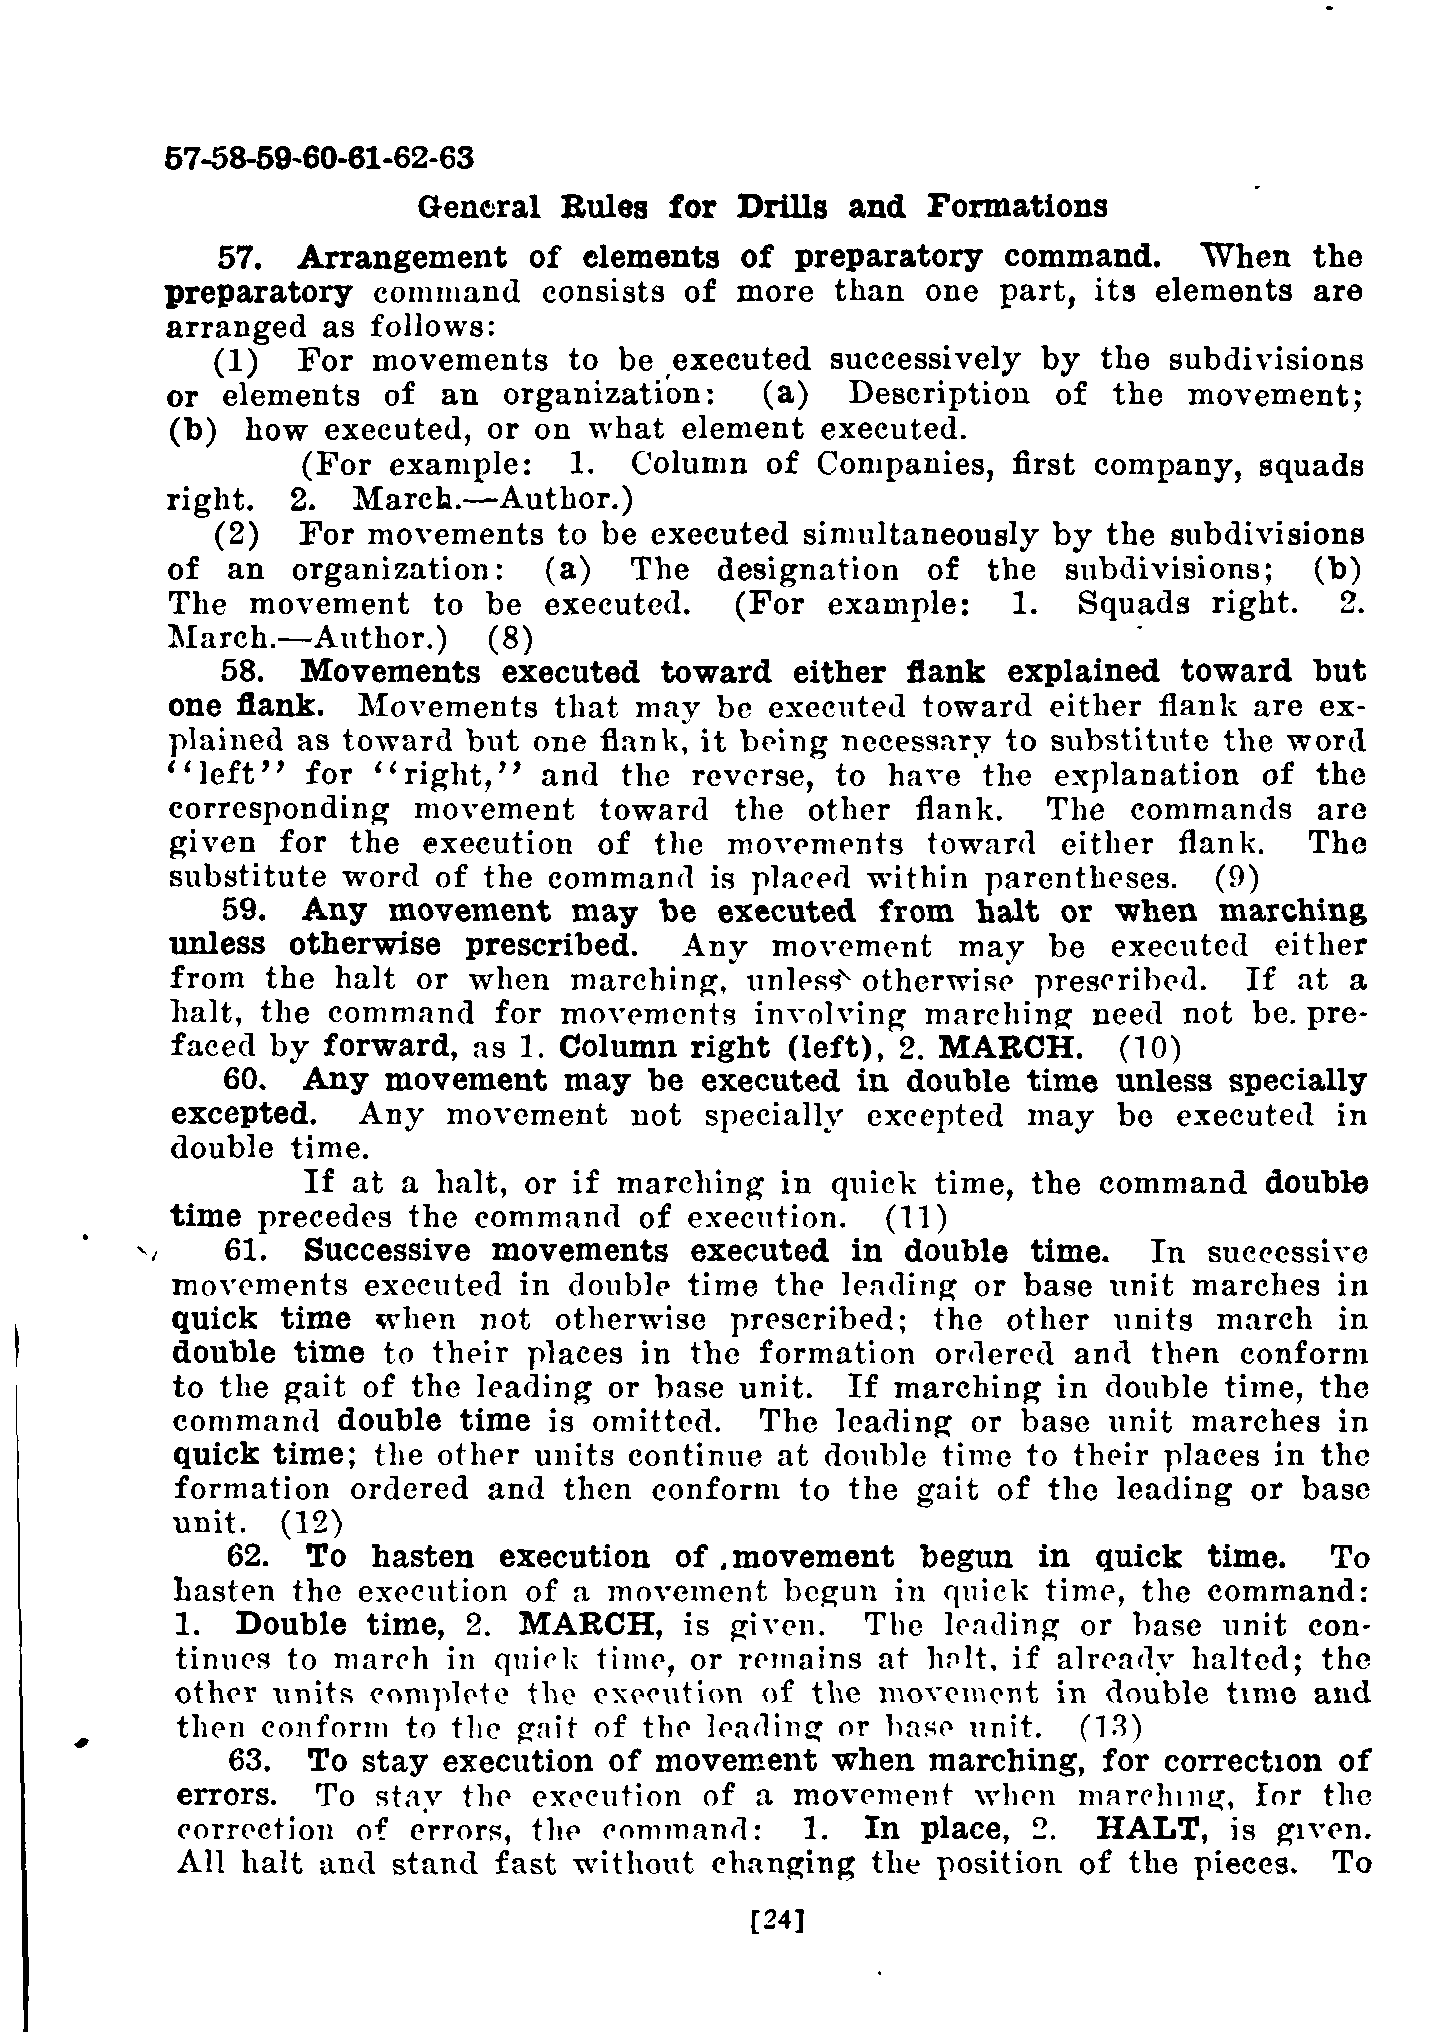 57-58-59-60-61-62-63
General Rules for Drills and Formations
57. Arrangement of elements of preparatory command. When the
preparatory command consists of more than one part, its elements are
arranged as follows:
(1) For movements to be executed successively by the subdivisions
or elements of an organization: (a) Description of the movement;
(b) how executed, or on what element executed.
(For example: 1. Column of Companies, first company, squads
right. 2. March.—Author.)
(2) For movements to be executed simultaneously by the subdivisions
of an organization: (a) The designation of the subdivisions; (b)
The movement to be executed. (For example: 1. Squads right. 2.
March.—Author.) (8)
58. Movements executed toward either flank explained toward but
one flank. Movements that may be executed toward either flank are ex-
plained as toward but one flank, it being necessary to substitute the word
‘‘left’’ for ‘‘right,’’ and the reverse, to have the explanation of the
corresponding movement toward the other flank. The commands are
given for the execution of the movements toward either flank. The
substitute word of the command is placed within parentheses. (9)
59. Any movement may be executed from halt or when marching
unless otherwise prescribed. Any movement may be executed either
from the halt or when marching, unless otherwise prescribed. If at a
halt, the command for movements involving marching need not be. pre-
faced by forward, as 1. Column right (left), 2. MARCH. (10)
60. Any movement may be executed in double time unless specially
excepted. Any movement not specially excepted may be executed in
double time.
If at a halt, or if marching in quick time, the command double
time precedes the command of execution. (11)
61. Successive movements executed in double time. In successive
movements executed in double time the leading or base unit marches in
quick time when not otherwise prescribed; the other units march in
double time to their places in the formation ordered and then conform
to the gait of the leading or base unit. If marching in double time, the
command double time is omitted. The leading or base unit marches in
quick time; the other units continue at double time to their places in the
formation ordered and then conform to the gait of the leading or base
unit. (12)
62. To hasten execution of movement begun in quick time. To
hasten the execution of a movement begun in quick time, the command:
1. Double time, 2. MARCH, is given. The leading or base unit con-
tinues to march in quick time, or remains at halt, if already halted; the
other units complete the execution of the movement in double time and
then conform to the gait of the leading or base unit. (13)
63. To stay execution of movement when marching, for correction of
errors. To stay the execution of a movement when marching, for the
correction of errors, the command: 1. In place, 2. HALT, is given.
All halt and stand fast without changing the position of the pieces. To
[24]